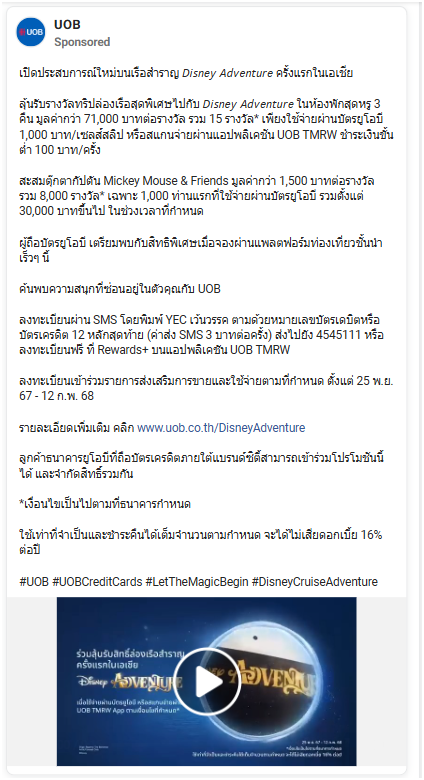 UOB
Sponsored
เปิดประสบการณ์ใหม่บนเรือสำราญ Disney Adventure ครั้งแรกในเอเชีย
ลุ้นรับรางวัลทริปล่องเรือสุดพิเศษไปกับ Disney Adventure ในห้องพักสุดหรู 3
คืน มูลค่ากว่า 71,000 บาทต่อรางวัล รวม 15 รางวัล* เพียงใช้จ่ายผ่านบัตรยูโอบี
1,000 บาท/เซลส์สลิป หรือสแกนจ่ายผ่านแอปพลิเคชัน UOB TMRW ชำระเงินขั้น
ต่ำ 100 บาท/ครั้ง
สะสมตุ๊กตากัปตัน Mickey Mouse & Friends มูลค่ากว่า 1,500 บาทต่อรางวัล
รวม 8,000 รางวัล* เฉพาะ 1,000 ท่านแรกที่ใช้จ่ายผ่านบัตรยูโอบี รวมตั้งแต่
30,000 บาทขึ้นไป ในช่วงเวลาที่กำหนด
ผู้ถือบัตรยูโอบี เตรียมพบกับสิทธิพิเศษเมื่อจองผ่านแพลตฟอร์มท่องเที่ยวชั้นนำ
เร็วๆ นี้
ค้นพบความสนุกที่ซ่อนอยู่ในตัวคุณกับ UOB
ลงทะเบียนผ่าน SMS โดยพิมพ์ YEC เว้นวรรค ตามด้วยหมายเลขบัตรเดบิตหรือ
บัตรเครดิต 12 หลักสุดท้าย (ค่าส่ง SMS 3 บาทต่อครั้ง) ส่งไปยัง 4545111 หรือ
ลงทะเบียนฟรี ที่ Rewards+ บนแอปพลิเคชัน UOB TMRW
ลงทะเบียนเข้าร่วมรายการส่งเสริมการขายและใช้จ่ายตามที่กำหนด ตั้งแต่ 25 พ.ย.
67 - 12 ก.พ. 68
รายละเอียดเพิ่มเติม คลิก www.uob.co.th/DisneyAdventure
ลูกค้าธนาคารยูโอบีที่ถือบัตรเครดิตภายใต้แบรนด์ซิตี้สามารถเข้าร่วมโปรโมชันนี้
ได้ และจำกัดสิทธิ์รวมกัน
*เงื่อนไขเป็นไปตามที่ธนาคารกำหนด
ใช้เท่าที่จำเป็นและชำระคืนได้เต็มจำนวนตามกำหนด จะได้ไม่เสียดอกเบี้ย 16%
ต่อปี
#UOB #UOBCreditCards #LetTheMagicBegin #DisneyCruiseAdventure
ร่วมลุ้นรับสิทธิ์ล่องเรือสำราญ
ครั้งแรกในเอเชีย
Disney ADVENTURE
เมื่อใช้จ่ายผ่านบัตรยูโอบี หรือสแกนจ่ายผ่าน
UOB TMRW App ตามเงื่อนไขที่กำหนด*
25 พ.ย. 67 - 12 ก.พ. 68